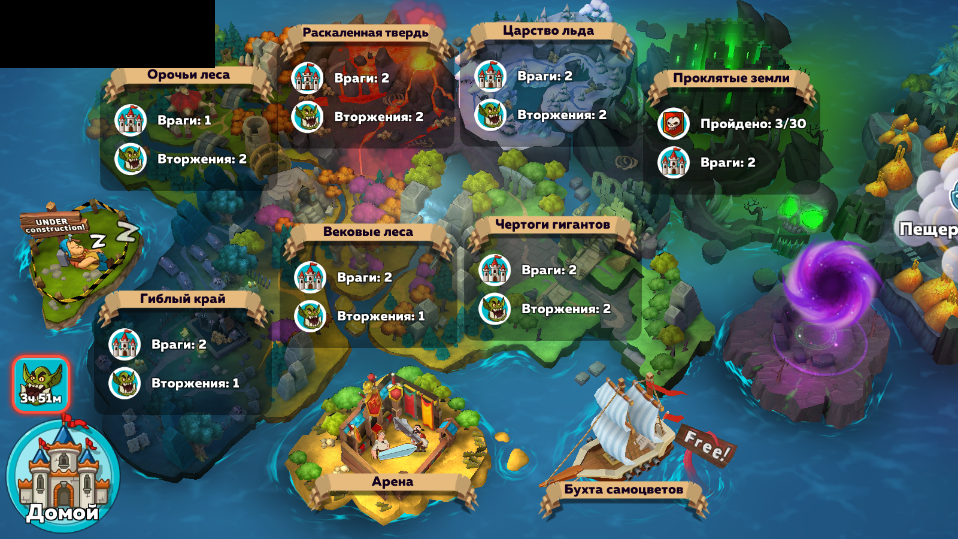 Раскаленная твердь
Враги: 2
Вторжения: 2
Царство льда
Враги: 2
Вторжения: 2
Орочьи леса
Враги: 1
Вторжения: 2
Проклятые земли
Пройдено: 3/30
Враги: 2
UNDER
construction!
Z Z
Пещер
Вековые леса
Враги: 2
Вторжения: 1
Чертоги гигантов
Враги: 2
Вторжения: 2
Гиблый край
Враги: 2
Вторжения: 1
3ч 51м
Домой
Арена
Free!
Бухта самоцветов